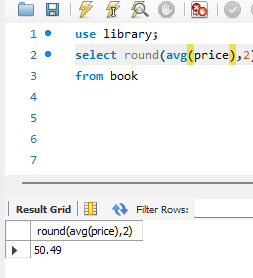 1 use library;
2 select round(avg(price),2)
3 from book
4
5
6
7
Result Grid Filter Rows:
round(avg(price),2)
50.49